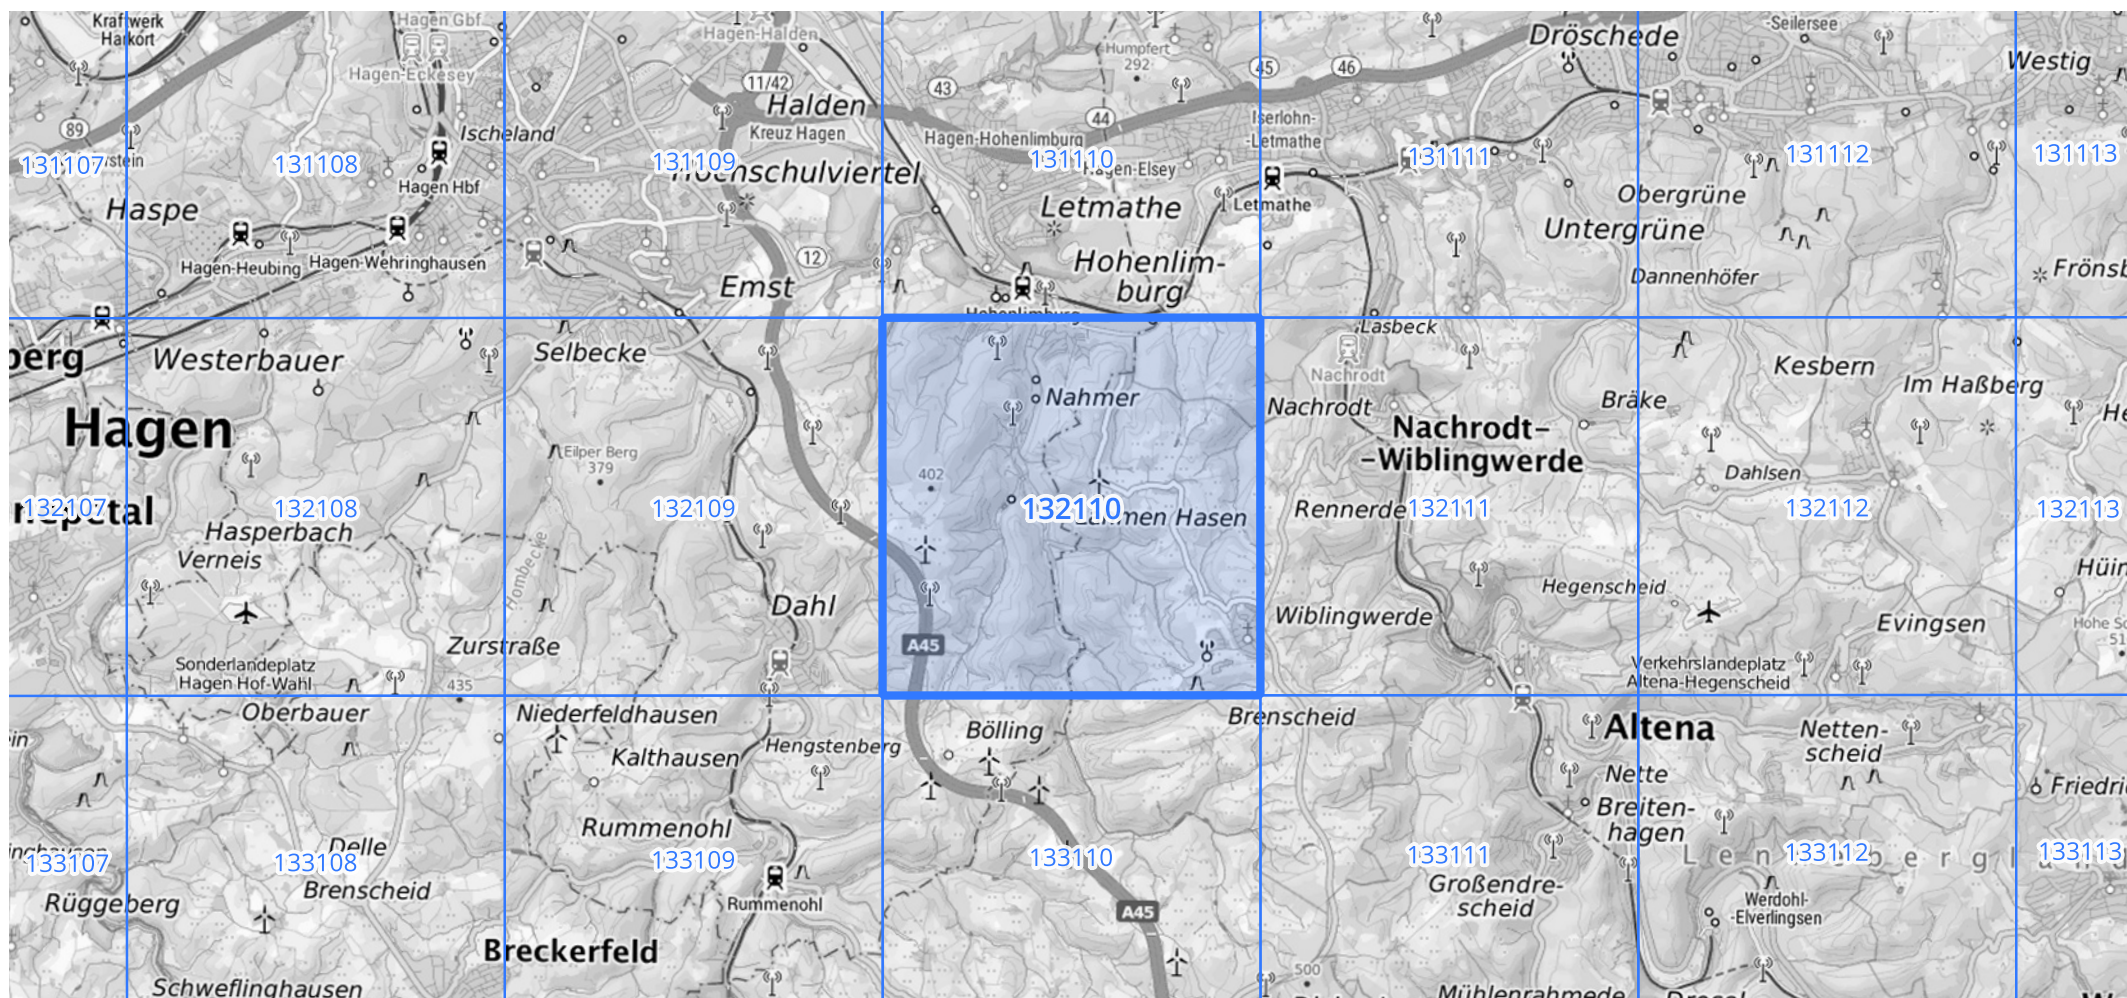 Kraftwerk
Harkort
Hagen Gbf
Hagen-Eckesey
Hagen-Halden
11/42
Halden
Kreuz Hagen
43
Humpfert
292
44
45
46
Dröschede
-Seilersee
Westig
89
Ischeland
Hagen-Hohenlimburg
Iserlohn-
-Letmathe
131107
131108
131109
131110
131111
131112
131113
Hagen Hbf
Hochschulviertel
Hagen-Elsey
Haspe
Letmathe
Letmathe
Obergrüne
Untergrüne
Hagen-Heubing
Hagen-Wehringhausen
12
Emst
Hohenlim-
burg
Hohenlimburg
Dannenhöfer
berg
Westerbauer
Selbecke
Lasbeck
Nachrodt
Nachrodt
Nahmer
Kesbern
Im Haßberg
Bräke
Hagen
Nachrodt-
-Wiblingwerde
Eilper Berg
379
402
Dahlsen
132107
132108
132109
132110
132111
132112
132113
Hasperbach
Verneis
Hasen
Rennerde
Hombecke
Dahl
Hegenscheid
Wiblingwerde
Evingsen
Zurstraße
A45
Sonderlandeplatz
Hagen Hof-Wahl
435
Verkehrslandeplatz
Altena-Hegenscheid
Oberbauer
Niederfeldhausen
Kalthausen
Hengstenberg
Bölling
Brenscheid
Altena
Netten-
scheid
Nette
Breiten-
hagen
Rummenohl
Delle
133107
133108
133109
133110
133111
133112
133113
Brenscheid
Rüggeberg
Rummenohl
Großendre-
scheid
Werdohl-
-Elverlingsen
A45
Breckerfeld
500
Schweflinghausen
Mühlenrahmede